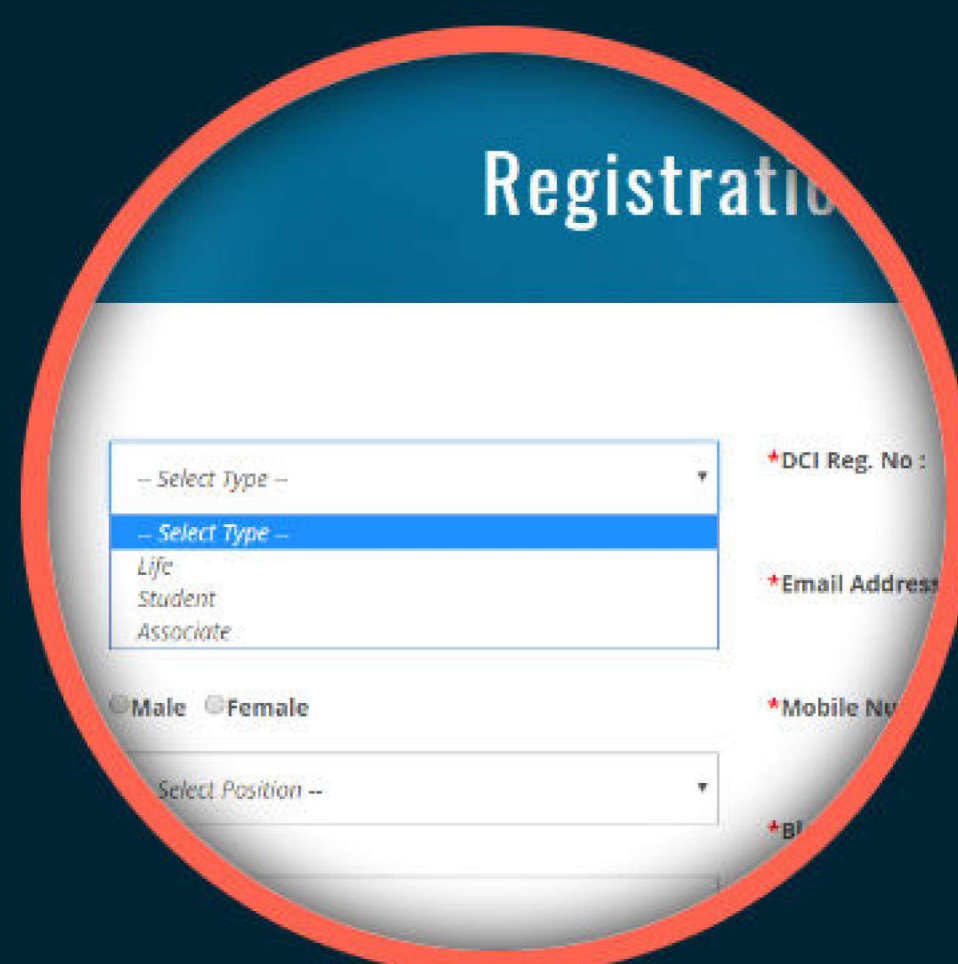 Registratio
-- Select Type --
*DCI Reg. No :
-- Select Type --
Life
Student
Associate
*Email Address
Male Female
*Mobile Nu
Select Position --
*Bl